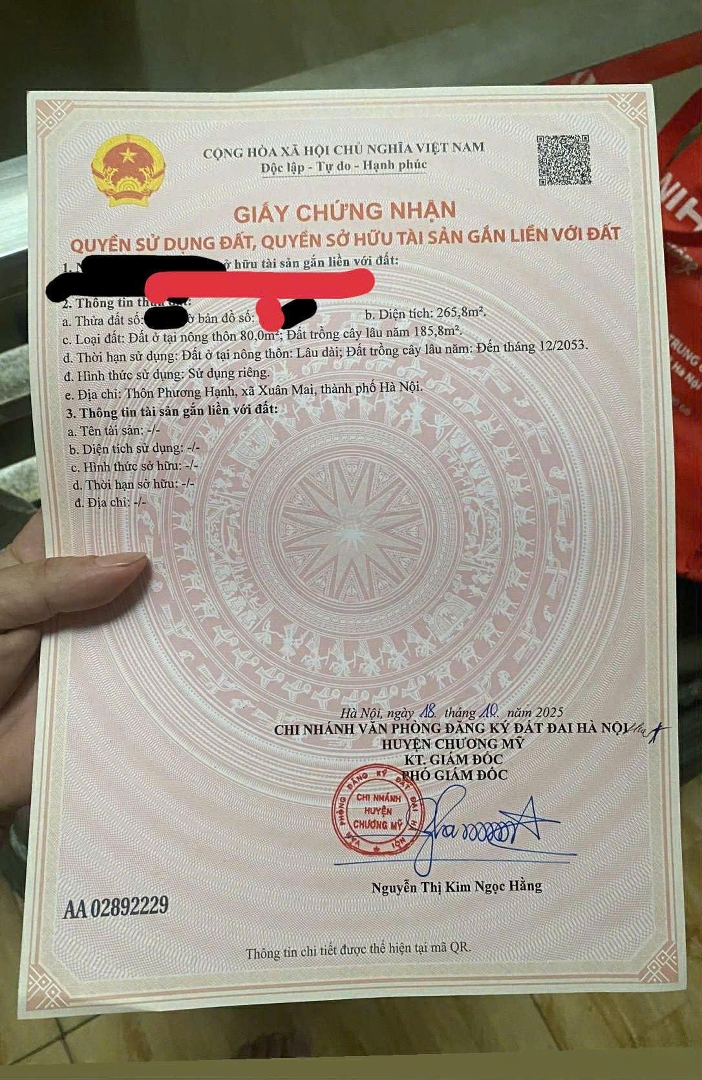 CỘNG HÒA XÃ HỘI CHỦ NGHĨA VIỆT NAM
Độc lập - Tự do - Hạnh phúc
GIẤY CHỨNG NHẬN
QUYỀN SỬ DỤNG ĐẤT, QUYỀN SỞ HỮU TÀI SẢN GẮN LIỀN VỚI ĐẤT
1. hữu tài sản gắn liền với đất:
2. Thông tin
a. Thửa đất số: bản đồ số: b. Diện tích: 265,8m².
c. Loại đất: Đất ở tại nông thôn 80,0m²; Đất trồng cây lâu năm 185,8m².
d. Thời hạn sử dụng: Đất ở tại nông thôn: Lâu dài; Đất trồng cây lâu năm: Đến tháng 12/2053.
đ. Hình thức sử dụng: Sử dụng riêng.
e. Địa chỉ: Thôn Phương Hạnh, xã Xuân Mai, thành phố Hà Nội.
3. Thông tin tài sản gắn liền với đất:
a. Tên tài sản: -/-
b. Diện tích sử dụng: -/-
c. Hình thức sở hữu: -/-
d. Thời hạn sở hữu: -/-
đ. Địa chỉ: -/-
Hà Nội, ngày 18. tháng 10. năm 2025
CHI NHÁNH VĂN PHÒNG ĐĂNG KÝ ĐẤT ĐAI HÀ NỘI
HUYỆN CHƯƠNG MỸ
KT. GIÁM ĐỐC
PHÓ GIÁM ĐỐC
VĂN PHÒNG ĐĂNG KÝ ĐẤT ĐAI HÀ NỘI
CHI NHÁNH
HUYỆN
CHƯƠNG MỸ
Nguyễn Thị Kim Ngọc Hằng
AA 02892229
Thông tin chi tiết được thể hiện tại mã QR.